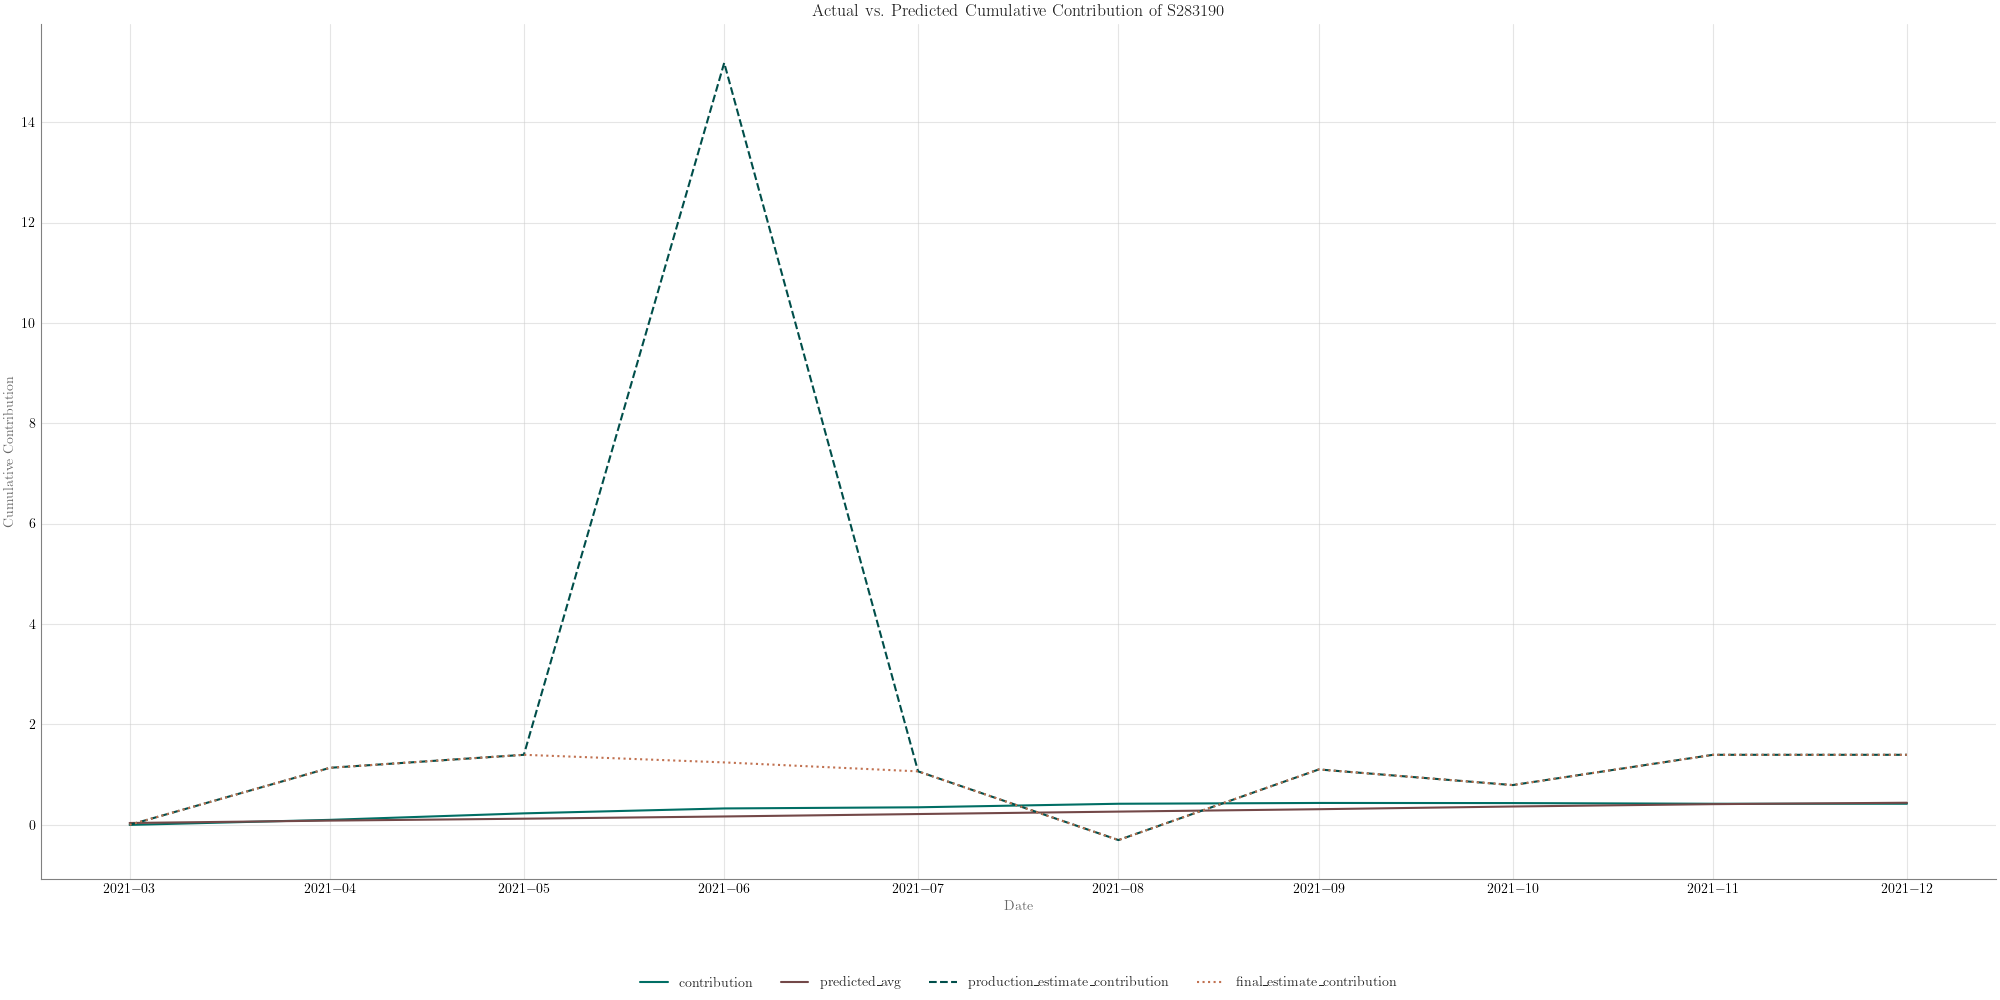 Actual vs. Predicted Cumulative Contribution of S283190
Cumulative Contribution
14
12
10
8
6
4
2
0
2021−03 2021−04 2021−05 2021−06 2021−07 2021−08 2021−09 2021−10 2021−11 2021−12
Date
contribution predicted_avg production_estimate_contribution final_estimate_contribution